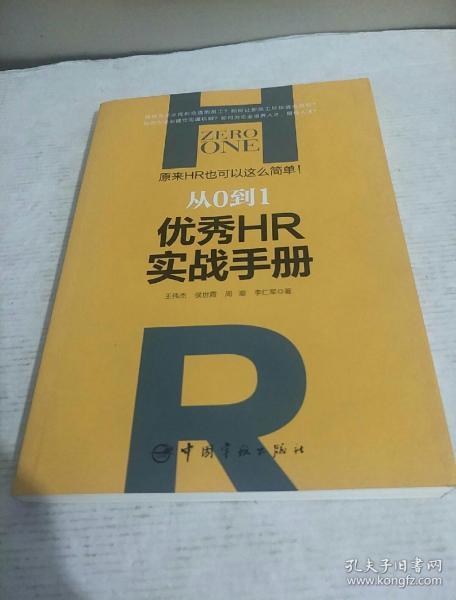 ZERO
ONE
原来HR也可以这么简单!
从0到1
优秀HR
实战手册
王伟杰 侯世霞 周 璇 李仁军◎著
R
中国宇航出版社
孔夫子旧书网
www.kongfz.com